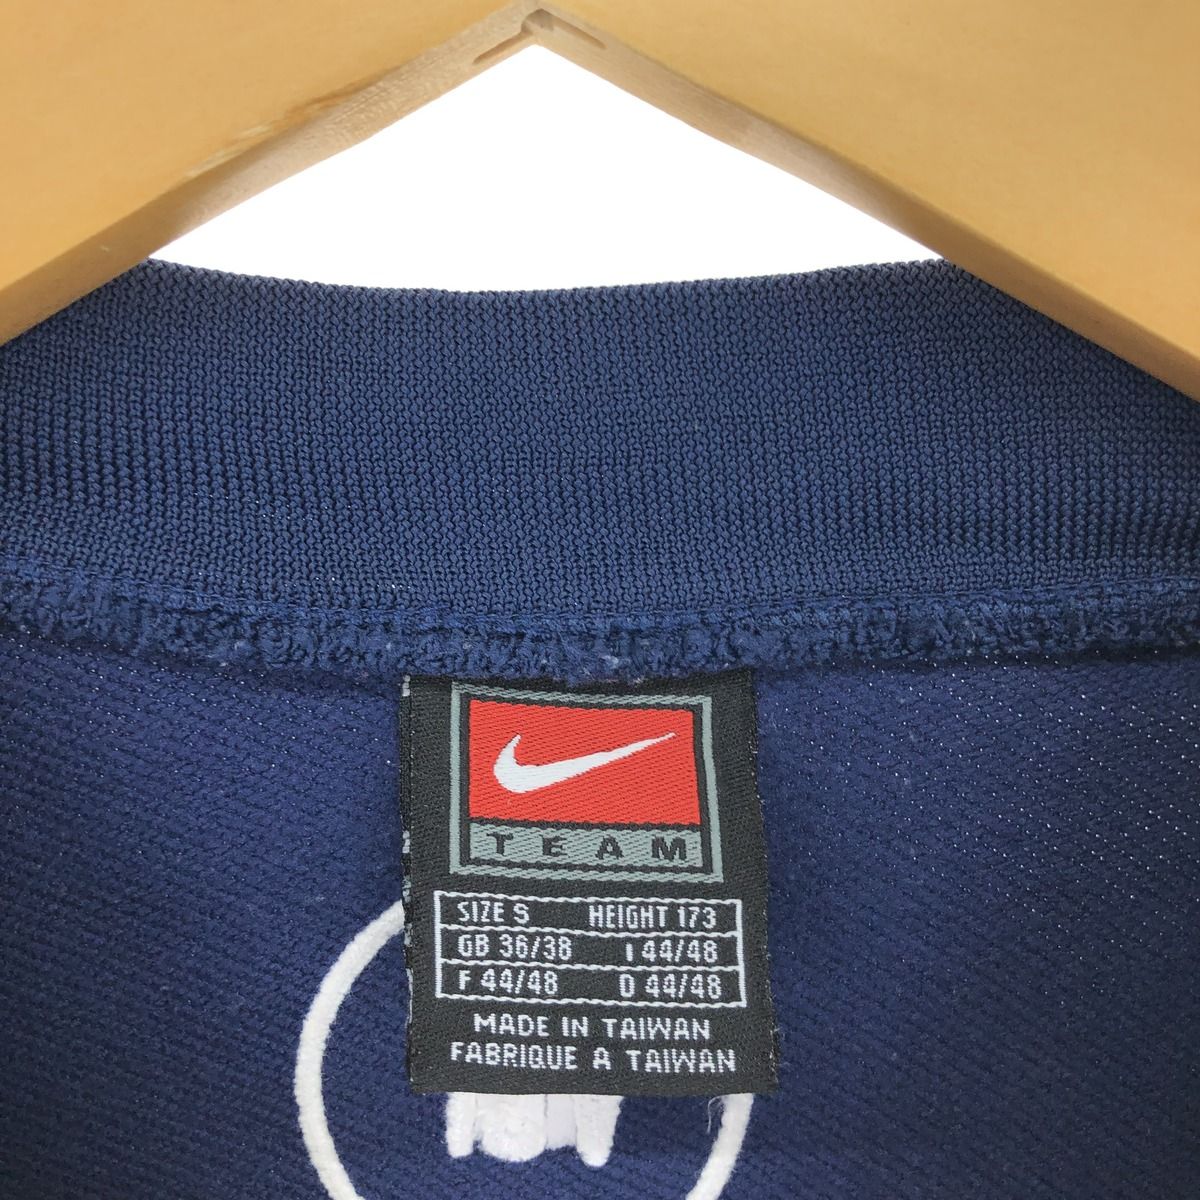 TEAM
SIZE S HEIGHT 173
GB 36/38 I 44/48
F 44/48 D 44/48
MADE IN TAIWAN
FABRIQUE A TAIWAN